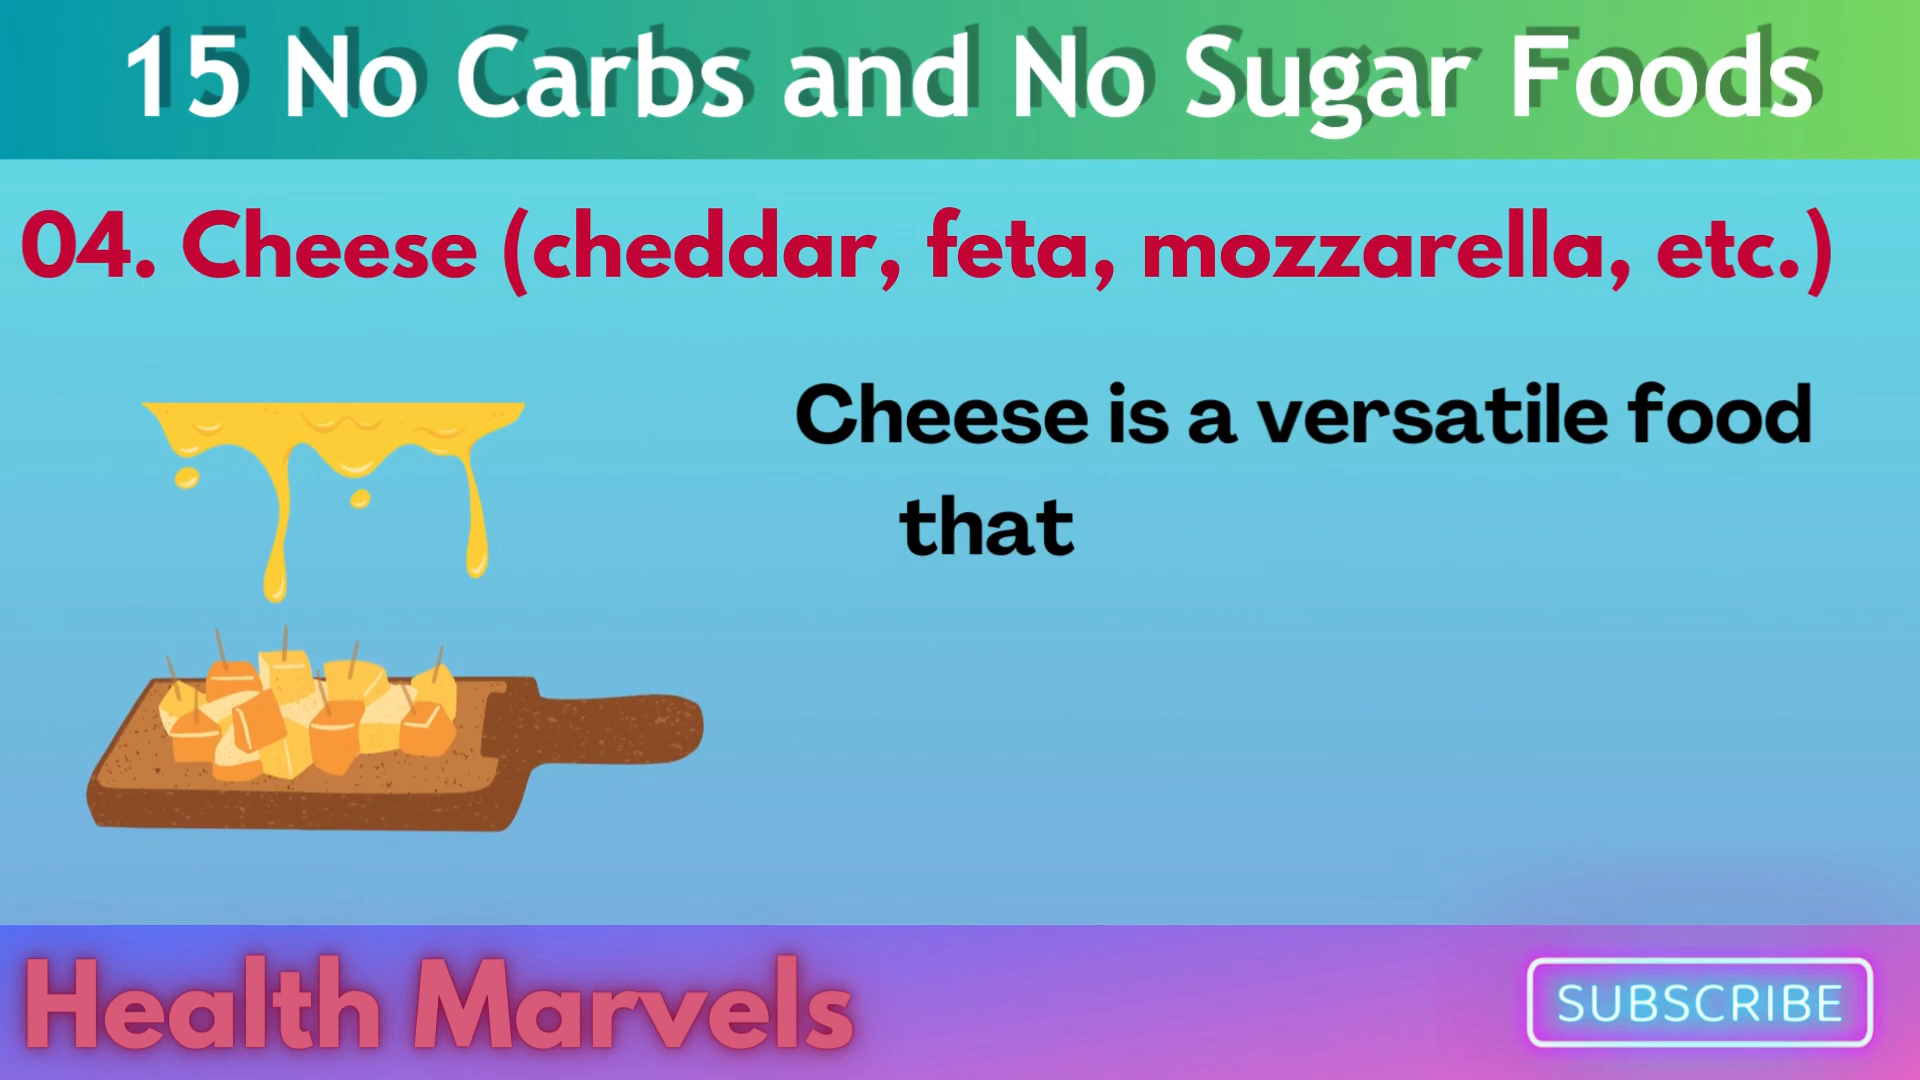 15 No Carbs and No Sugar Foods
04. Cheese (cheddar, feta, mozzarella, etc.)
Cheese is a versatile food
that
Health Marvels
SUBSCRIBE